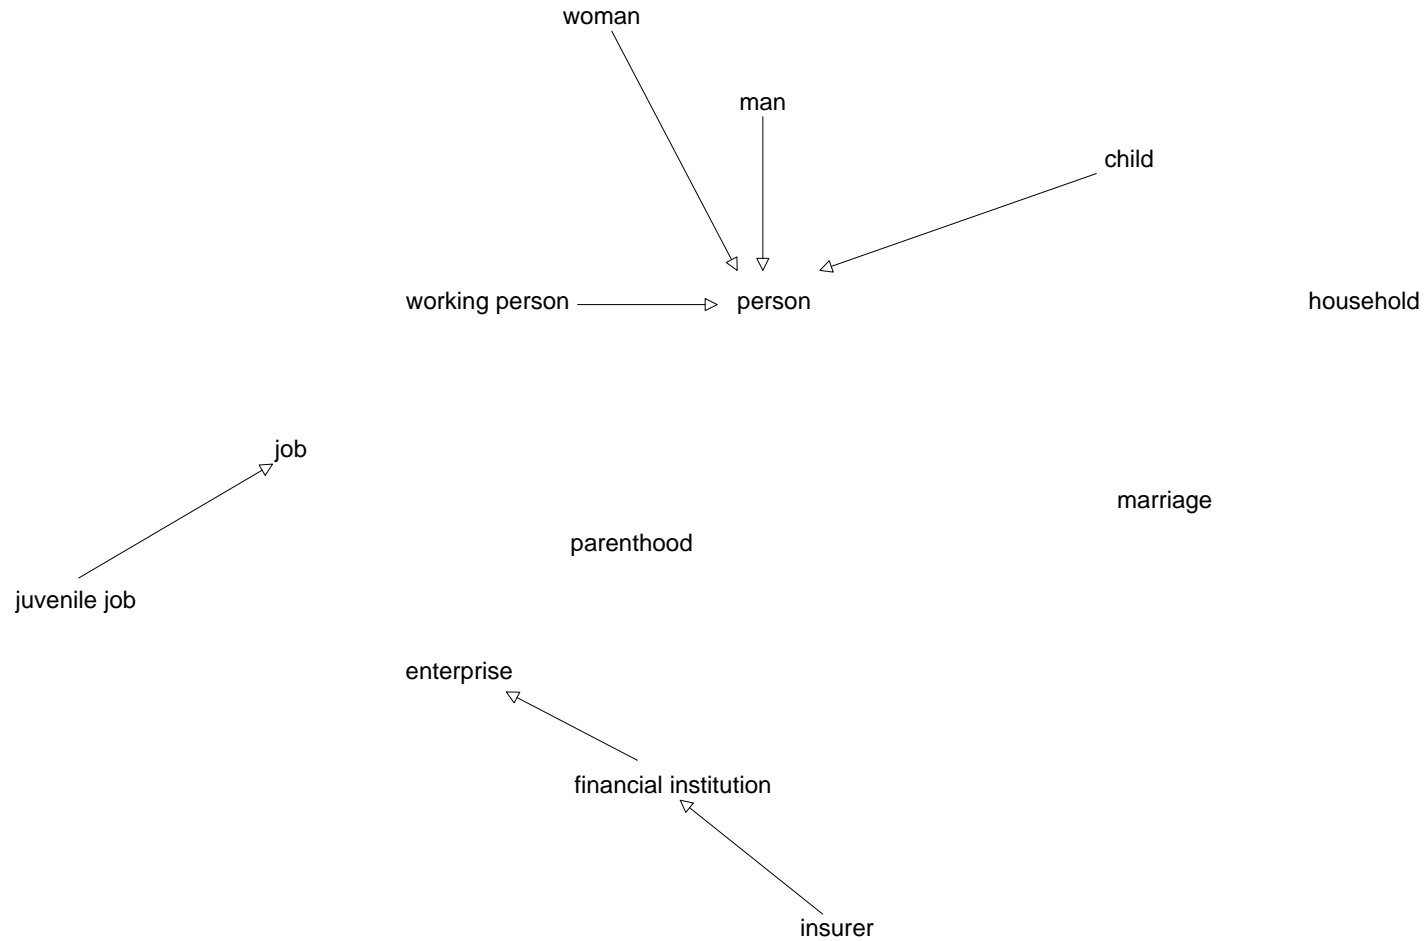 woman
man
child
working person
person
household
job
marriage
parenthood
juvenile job
enterprise
financial institution
insurer